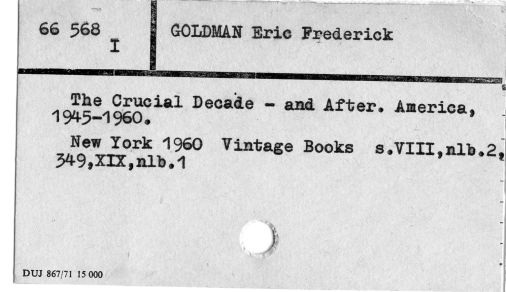 66 568
I
GOLDMAN Eric Frederick
The Crucial Decade - and After. America,
1945-1960.
New York 1960 Vintage Books s.VIII,nlb.2,
349,XIX,nlb.1
DUJ 867/71 15 000